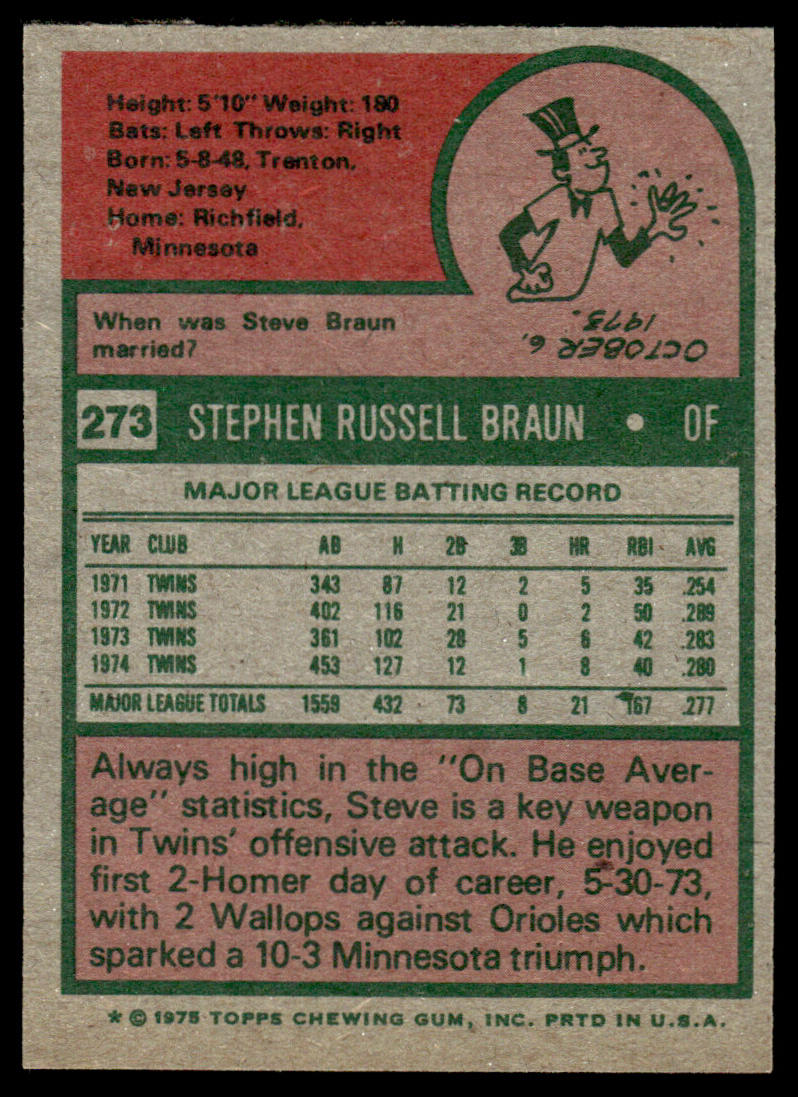 Height: 5'10" Weight: 180
Bats: Left Throws: Right
Born: 5-8-48, Trenton,
New Jersey
Home: Richfield,
Minnesota
When was Steve Braun
married?
OCTOBER 6,
1973.
273 STEPHEN RUSSELL BRAUN • OF
MAJOR LEAGUE BATTING RECORD
YEAR CLUB AB H 2B 3B HR RBI AVG
1971 TWINS 343 87 12 2 5 35 .254
1972 TWINS 402 116 21 0 2 50 .289
1973 TWINS 361 102 28 5 6 42 .283
1974 TWINS 453 127 12 1 8 40 .280
MAJOR LEAGUE TOTALS 1559 432 73 8 21 167 .277
Always high in the "On Base Aver-
age" statistics, Steve is a key weapon
in Twins' offensive attack. He enjoyed
first 2-Homer day of career, 5-30-73,
with 2 Wallops against Orioles which
sparked a 10-3 Minnesota triumph.
* © 1975 TOPPS CHEWING GUM, INC. PRTD IN U.S.A.